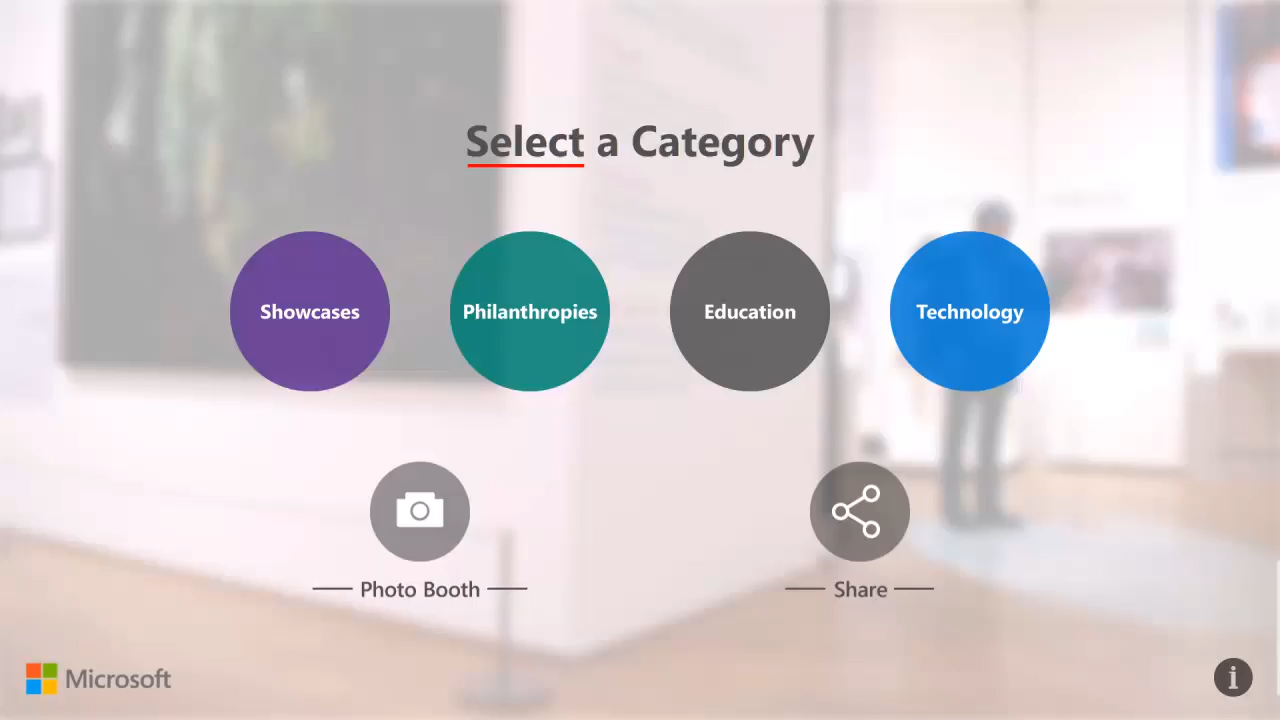 Select a Category
Showcases
Philanthropies
Education
Technology
Photo Booth
Share
Microsoft
i